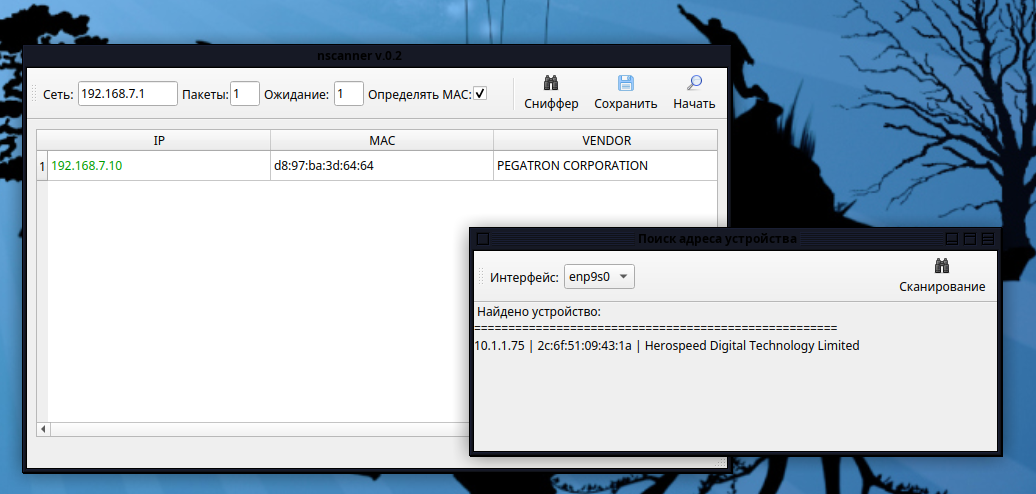 nscanner v.0.2
Сеть: 192.168.7.1 Пакеты: 1 Ожидание: 1 Определять MAC:
Сниффер Сохранить Начать
IP MAC VENDOR
1 192.168.7.10 d8:97:ba:3d:64:64 PEGATRON CORPORATION
Поиск адреса устройства
Интерфейс: enp9s0
Сканирование
Найдено устройство:
=====================================================
10.1.1.75 | 2c:6f:51:09:43:1a | Herospeed Digital Technology Limited